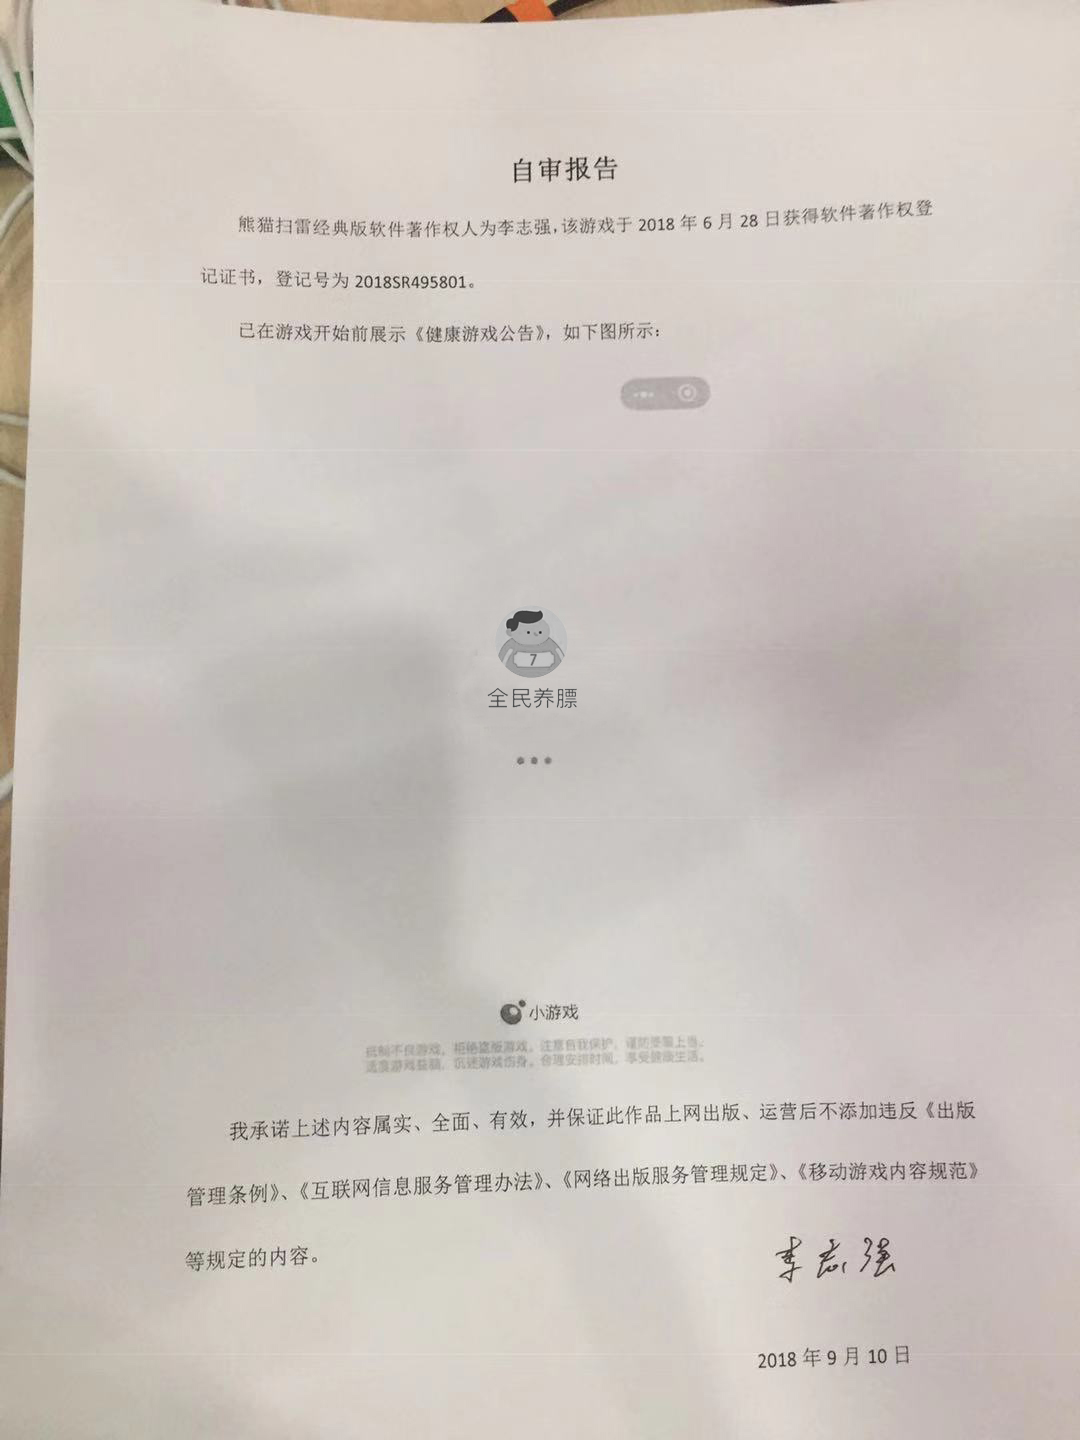 自审报告
熊猫扫雷经典版软件著作权人为李志强,该游戏于 2018 年 6 月 28 日获得软件著作权登
记证书，登记号为 2018SR495801。
已在游戏开始前展示《健康游戏公告》，如下图所示：
7
全民养膘
小游戏
抵制不良游戏，拒绝盗版游戏。注意自我保护，谨防受骗上当。
适度游戏益脑，沉迷游戏伤身。合理安排时间，享受健康生活。
我承诺上述内容属实、全面、有效，并保证此作品上网出版、运营后不添加违反《出版
管理条例》、《互联网信息服务管理办法》、《网络出版服务管理规定》、《移动游戏内容规范》
等规定的内容。
李志强
2018 年 9 月 10 日